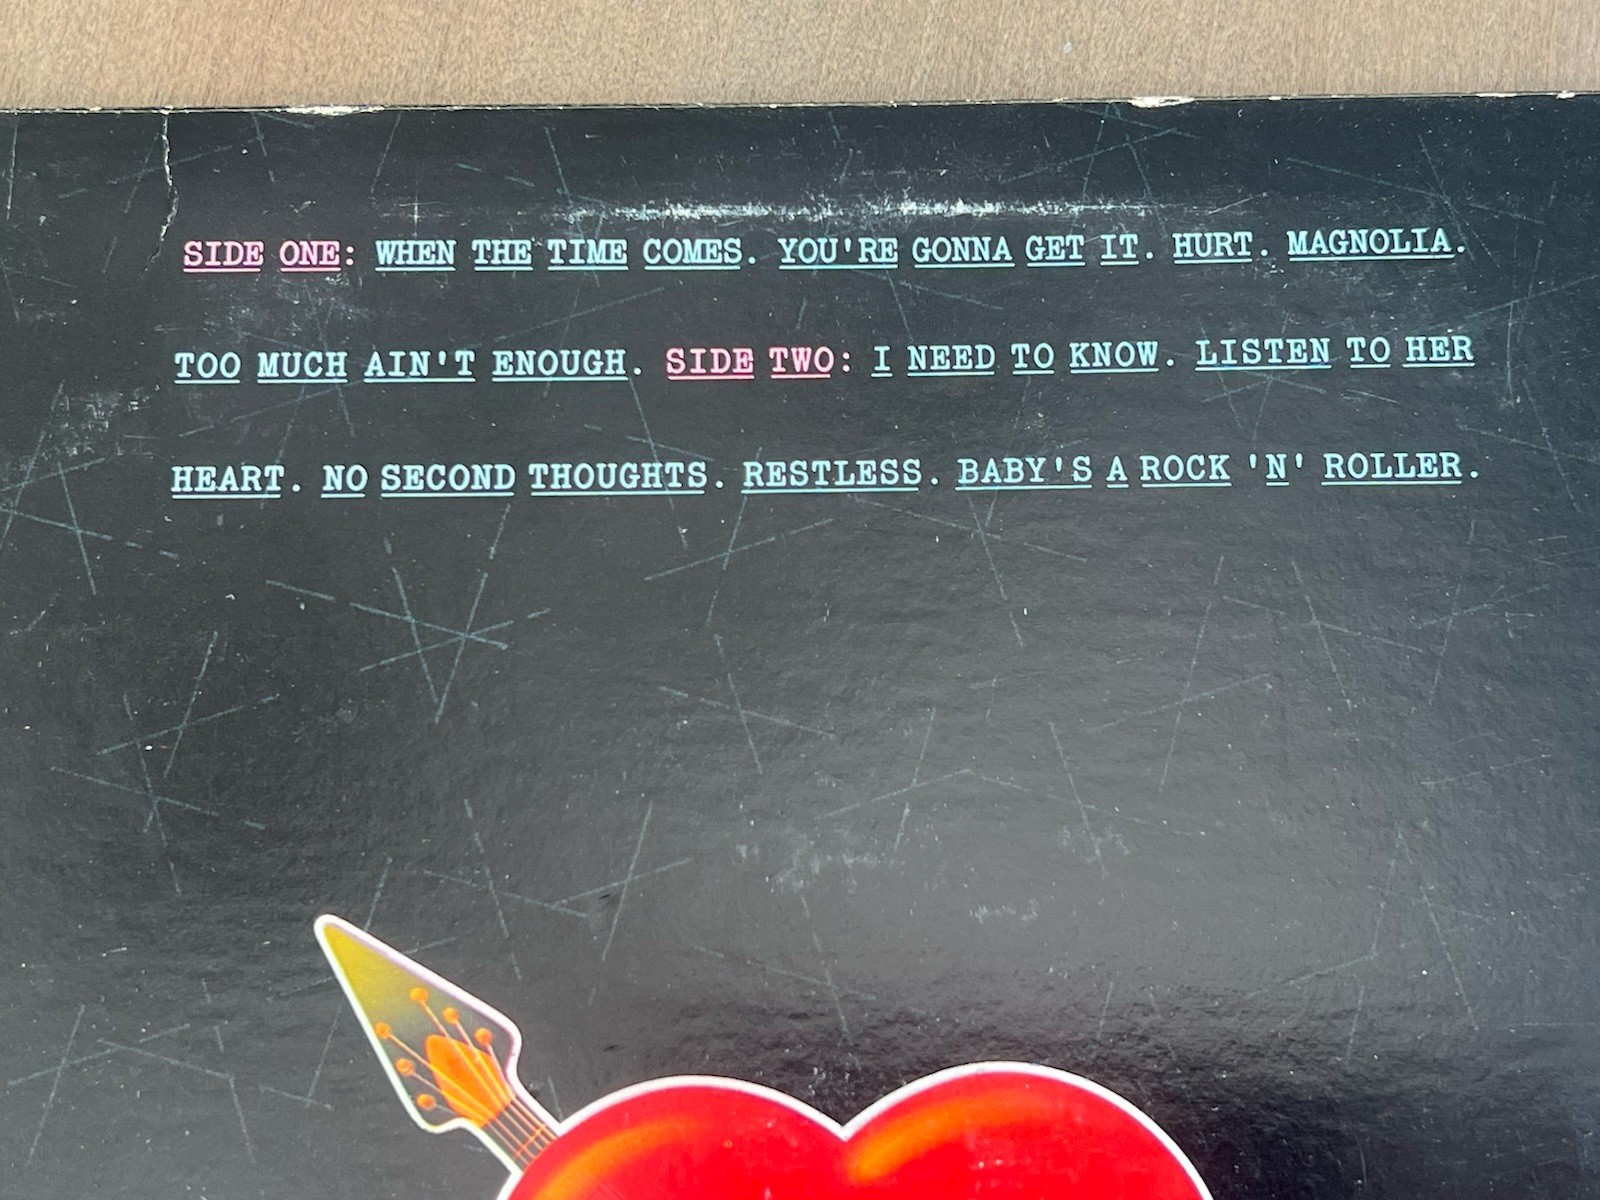 SIDE ONE: WHEN THE TIME COMES. YOU'RE GONNA GET IT. HURT. MAGNOLIA.
TOO MUCH AIN'T ENOUGH. SIDE TWO: I NEED TO KNOW. LISTEN TO HER
HEART. NO SECOND THOUGHTS. RESTLESS. BABY'S A ROCK 'N' ROLLER.